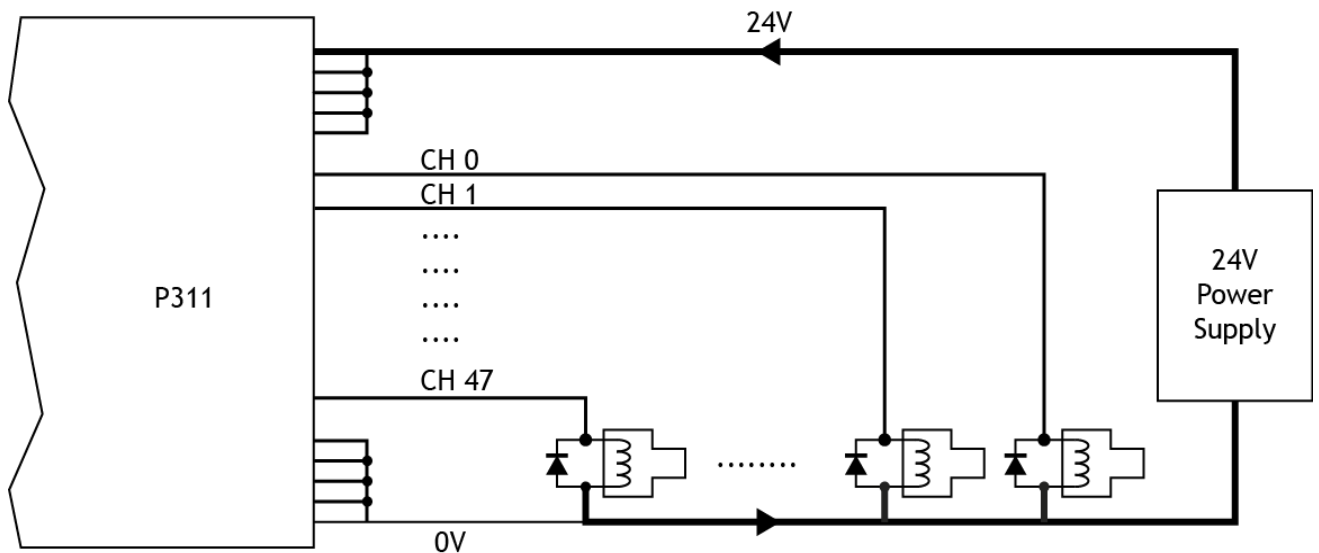 24V
CH 0
CH 1
....
....
....
....
P311
24V
Power
Supply
CH 47
........
0V